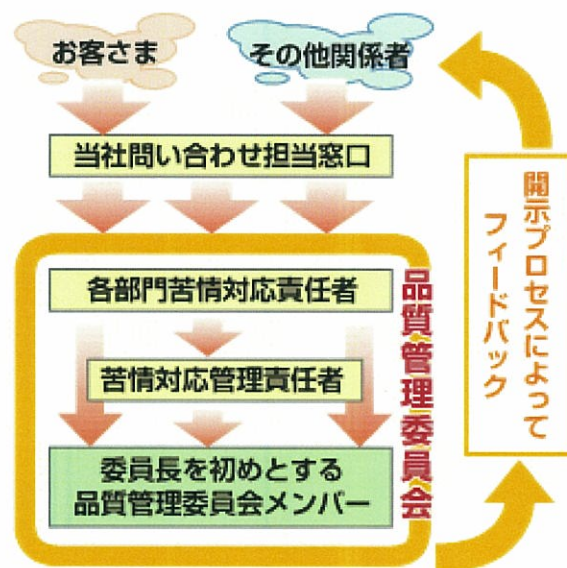 お客さま
その他関係者
当社問い合わせ担当窓口
各部門苦情対応責任者
苦情対応管理責任者
委員長を初めとする
品質管理委員会メンバー
品質管理委員会
開示プロセスによって
フィードバック